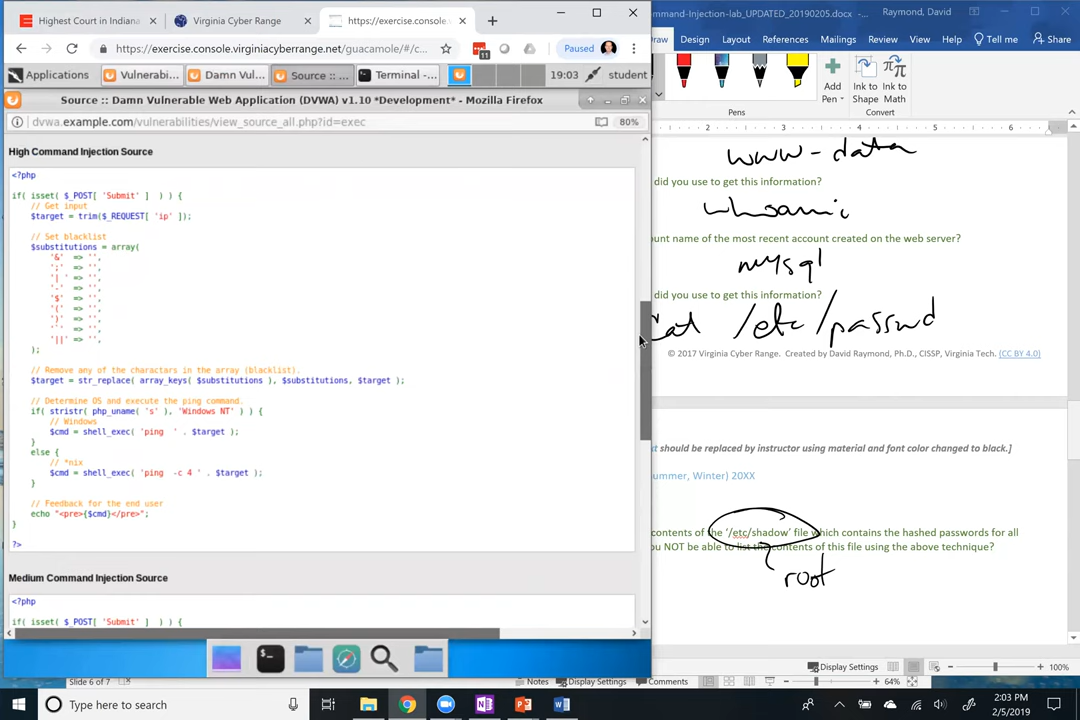 Highest Court in Indiana
Virginia Cyber Range
https://exercise.console.v
ommand-Injection-lab_UPDATED_20190205.docx
Raymond, David
https://exercise.console.virginiacyberrange.net/guacamole/#/c...
11
Paused
Draw
Design
Layout
References
Mailings
Review
View
Help
Tell me
Share
Applications
Vulnerabi...
Damn Vul...
Source :: ...
Terminal -...
19:03
student
Add
Pen
Ink to
Shape
Ink to
Math
Pens
Convert
Source :: Damn Vulnerable Web Application (DVWA) v1.10 *Development* - Mozilla Firefox
dvwa.example.com/vulnerabilities/view_source_all.php?id=exec
80%
2
3
4
5
6
High Command Injection Source
<?php
if( isset( $_POST[ 'Submit' ]  ) ) {
// Get input
$target = trim($_REQUEST[ 'ip' ]);
// Set blacklist
$substitutions = array(
'&'  => '',
';'  => '',
'| ' => '',
'-'  => '',
'$'  => '',
'('  => '',
')'  => '',
'`'  => '',
'||' => '',
);
// Remove any of the charactars in the array (blacklist).
$target = str_replace( array_keys( $substitutions ), $substitutions, $target );
// Determine OS and execute the ping command.
if( stristr( php_uname( 's' ), 'Windows NT' ) ) {
// Windows
$cmd = shell_exec( 'ping  ' . $target );
}
else {
// *nix
$cmd = shell_exec( 'ping  -c 4 ' . $target );
}
// Feedback for the end user
echo "<pre>{$cmd}</pre>";
}
?>
Medium Command Injection Source
<?php
if( isset( $_POST[ 'Submit' ]  ) ) {
www-data
did you use to get this information?
whoami
ount name of the most recent account created on the web server?
mysql
did you use to get this information?
cat /etc/passwd
© 2017 Virginia Cyber Range.  Created by David Raymond, Ph.D., CISSP, Virginia Tech. (CC BY 4.0)
t should be replaced by instructor using material and font color changed to black.]
ummer, Winter) 20XX
contents of the '/etc/shadow' file which contains the hashed passwords for all
ou NOT be able to list the contents of this file using the above technique?
root
Display Settings
100%
Slide 6 of 7
Notes
Display Settings
Comments
64%
Type here to search
2:03 PM
2/5/2019